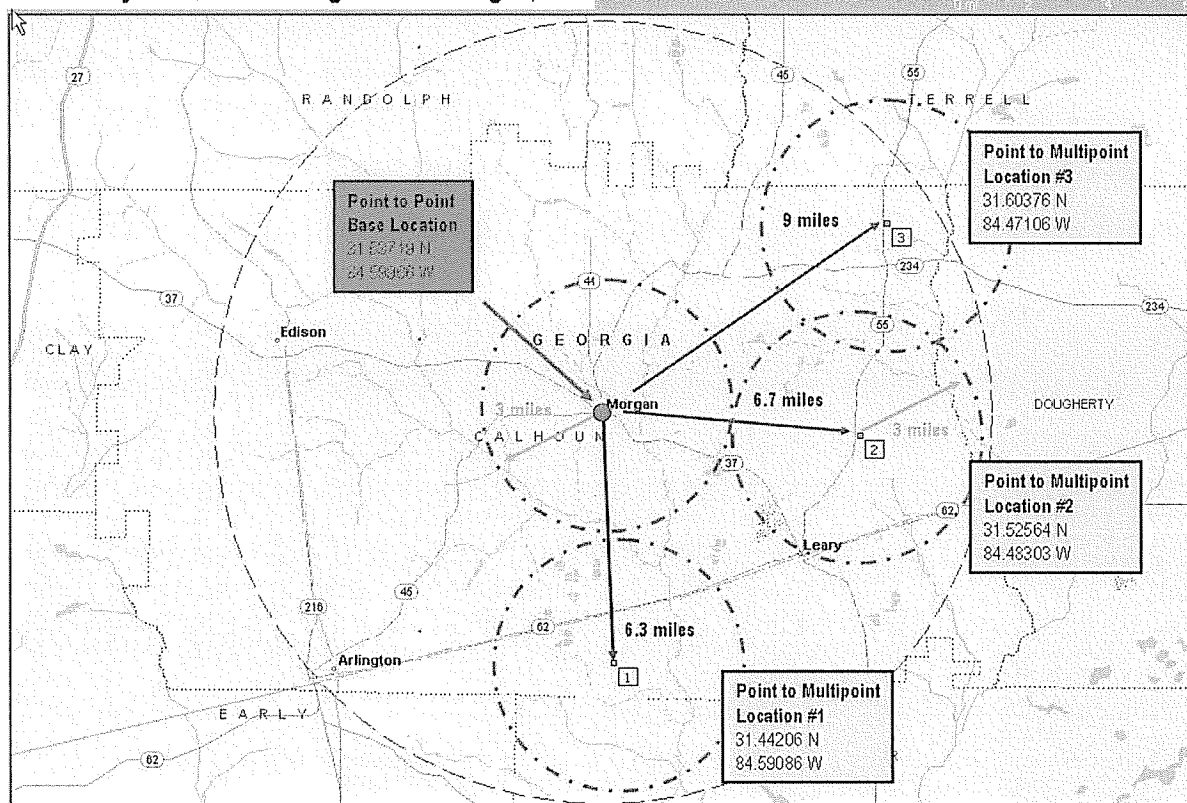 27
RANDOLPH
45
55
TERRELL
Point to Multipoint
Location #3
31.60376 N
84.47106 W
Point to Point
Base Location
9 miles
3
44
234
37
234
55
Edison
GEORGIA
CLAY
Morgan
6.7 miles
DOUGHERTY
3 miles
CALHOUN
3 miles
2
37
Point to Multipoint
Location #2
31.52564 N
84.48303 W
62
Leary
45
216
62
6.3 miles
Arlington
1
Point to Multipoint
Location #1
31.44206 N
84.59086 W
EARLY
62